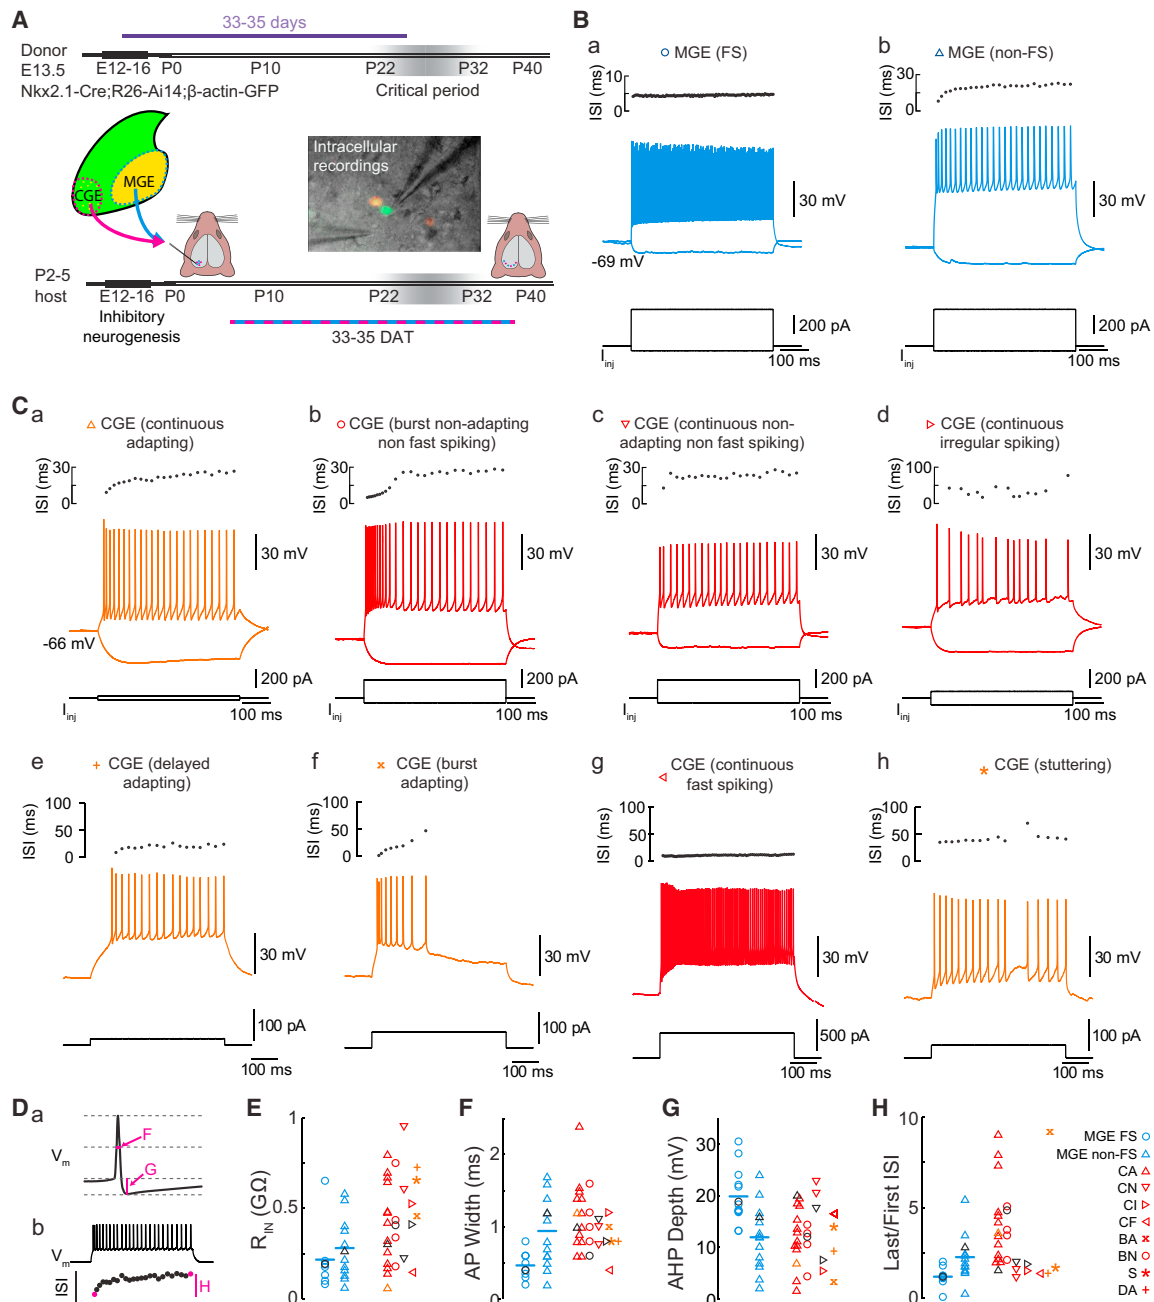 A
33-35 days
Donor
E13.5
E12-16 P0 P10 P22 P32 P40
Nkx2.1-Cre;R26-Ai14;β-actin-GFP
Critical period
CGE
MGE
Intracellular
recordings
P2-5
host
E12-16 P0 P10 P22 P32 P40
Inhibitory
neurogenesis
33-35 DAT
B
a
MGE (FS)
ISI (ms)
10
0
30 mV
-69 mV
200 pA
Iinj
100 ms
b
MGE (non-FS)
ISI (ms)
30
0
30 mV
200 pA
100 ms
C
a
CGE (continuous
adapting)
ISI (ms)
30
0
30 mV
-66 mV
200 pA
Iinj
100 ms
b
CGE (burst non-adapting
non fast spiking)
ISI (ms)
30
0
30 mV
200 pA
100 ms
c
CGE (continuous non-
adapting non fast spiking)
ISI (ms)
30
0
30 mV
200 pA
Iinj
100 ms
d
CGE (continuous
irregular spiking)
ISI (ms)
100
0
30 mV
200 pA
100 ms
e
CGE (delayed
adapting)
ISI (ms)
100
50
0
30 mV
100 pA
100 ms
f
CGE (burst
adapting)
ISI (ms)
100
50
0
30 mV
100 pA
100 ms
g
CGE (continuous
fast spiking)
ISI (ms)
100
50
0
30 mV
500 pA
100 ms
h
CGE (stuttering)
ISI (ms)
100
50
0
30 mV
100 pA
100 ms
D
a
Vm
F
G
b
Vm
ISI
H
E
RIN (GΩ)
1
0.5
0
F
AP Width (ms)
2
1
0
G
AHP Depth (mV)
30
20
10
0
H
Last/First ISI
10
5
0
MGE FS
MGE non-FS
CA
CN
CI
CF
BA
BN
S
DA